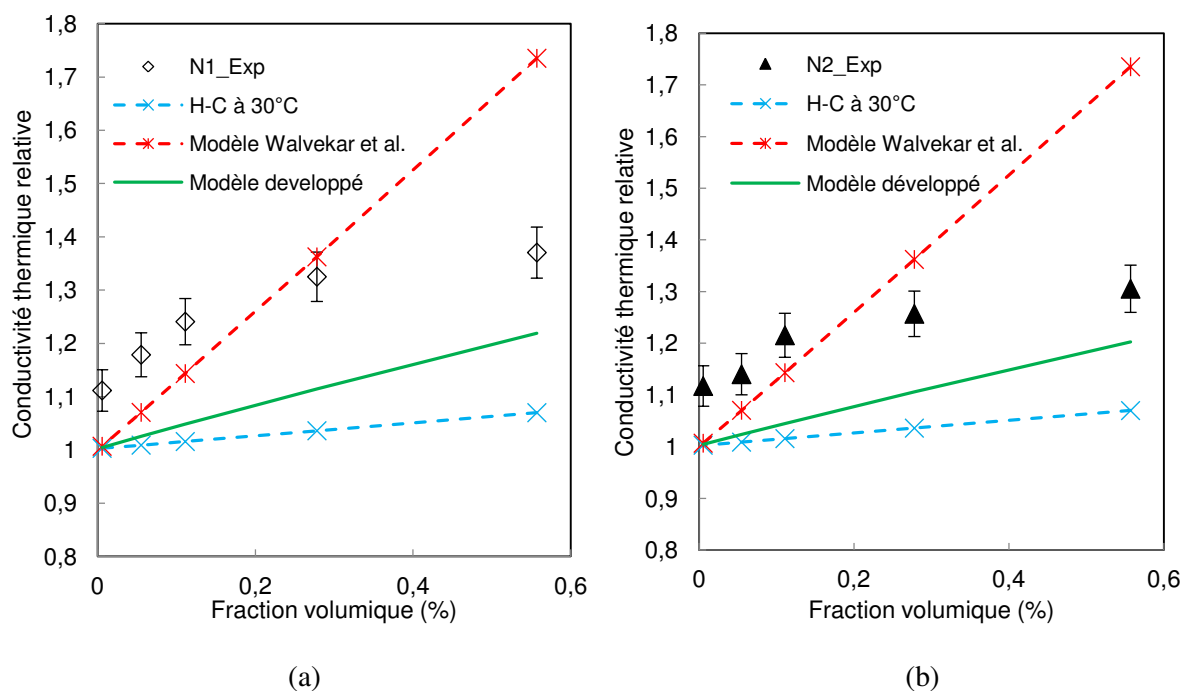 1,8
1,7
1,6
1,5
1,4
1,3
1,2
1,1
1
0,9
0,8
Conductivité thermique relative
N1_Exp
H-C à 30°C
Modèle Walvekar et al.
Modèle developpé
0
0,2
0,4
0,6
Fraction volumique (%)
(a)
1,8
1,7
1,6
1,5
1,4
1,3
1,2
1,1
1
0,9
0,8
Conductivité thermique relative
N2_Exp
H-C à 30°C
Modèle Walvekar et al.
Modèle développé
0
0,2
0,4
0,6
Fraction volumique (%)
(b)